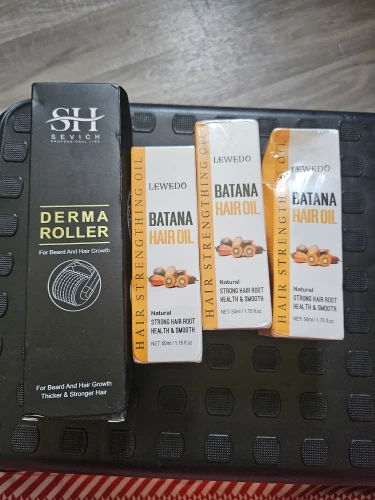 SH
SEVICH
PROFESSIONAL LINE
DERMA
ROLLER
For Beard And Hair Growth
For Beard And Hair Growth
Thicker & Stronger Hair
HAIR STRENGTHENING OIL
LEWEDO
BATANA
HAIR OIL
Natural
STRONG HAIR ROOT
HEALTH & SMOOTH
NET: 50ml / 1.75 fl.oz
HAIR STRENGTHENING OIL
LEWEDO
BATANA
HAIR OIL
Natural
STRONG HAIR ROOT
HEALTH & SMOOTH
NET: 50ml / 1.75 fl.oz
HAIR STRENGTHENING OIL
LEWEDO
BATANA
HAIR OIL
Natural
STRONG HAIR ROOT
HEALTH & SMOOTH
NET: 50ml / 1.75 fl.oz